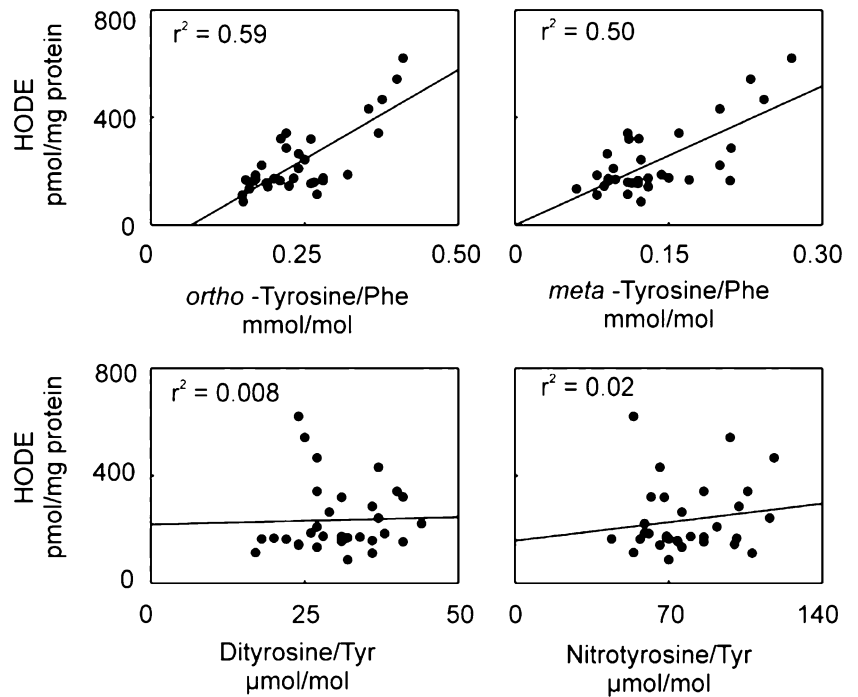 800
400
0
HODE
pmol/mg protein
r² = 0.59
0 0.25 0.50
ortho -Tyrosine/Phe
mmol/mol
r² = 0.50
0 0.15 0.30
meta -Tyrosine/Phe
mmol/mol
800
400
0
HODE
pmol/mg protein
r² = 0.008
0 25 50
Dityrosine/Tyr
µmol/mol
r² = 0.02
0 70 140
Nitrotyrosine/Tyr
µmol/mol